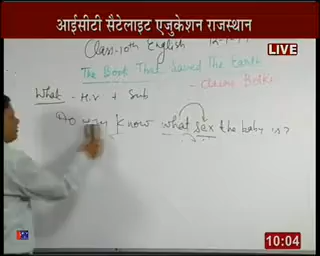 आईसीटी सैटेलाइट एजुकेशन राजस्थान
Class-10th English
LIVE
The Book That Saved The Earth
- Claire Boiko
What - H.V + Sub
Do you know what sex the baby is?
10:04